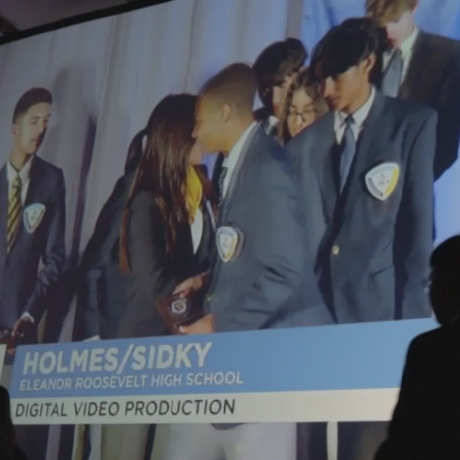 HOLMES/SIDKY
ELEANOR ROOSEVELT HIGH SCHOOL
DIGITAL VIDEO PRODUCTION